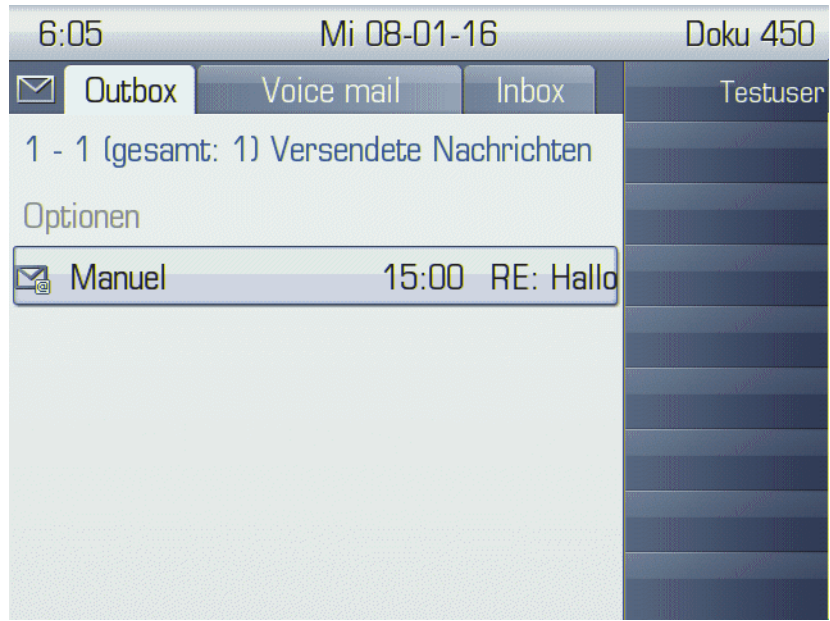 6:05 Mi 08-01-16 Doku 450
Outbox Voice mail Inbox Testuser
1 - 1 (gesamt: 1) Versendete Nachrichten
Optionen
Manuel 15:00 RE: Hallo